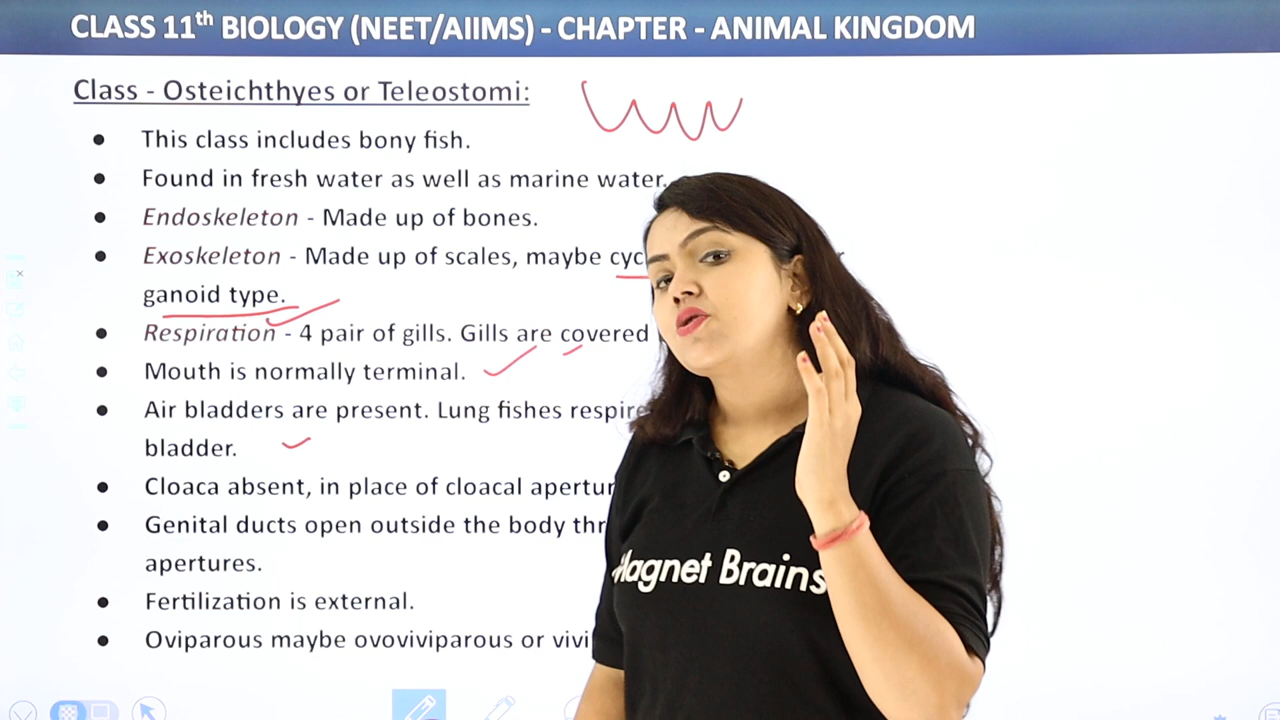 CLASS 11th BIOLOGY (NEET/AIIMS) - CHAPTER - ANIMAL KINGDOM
Class - Osteichthyes or Teleostomi:
● This class includes bony fish.
● Found in fresh water as well as marine water.
● Endoskeleton - Made up of bones.
● Exoskeleton - Made up of scales, maybe
ganoid type.
● Respiration - 4 pair of gills. Gills are covered
● Mouth is normally terminal.
● Air bladders are present. Lung fishes respire
bladder.
● Cloaca absent, in place of cloacal
● Genital ducts open outside the body
apertures.
● Fertilization is external.
● Oviparous maybe ovoviviparous or
Magnet Brains